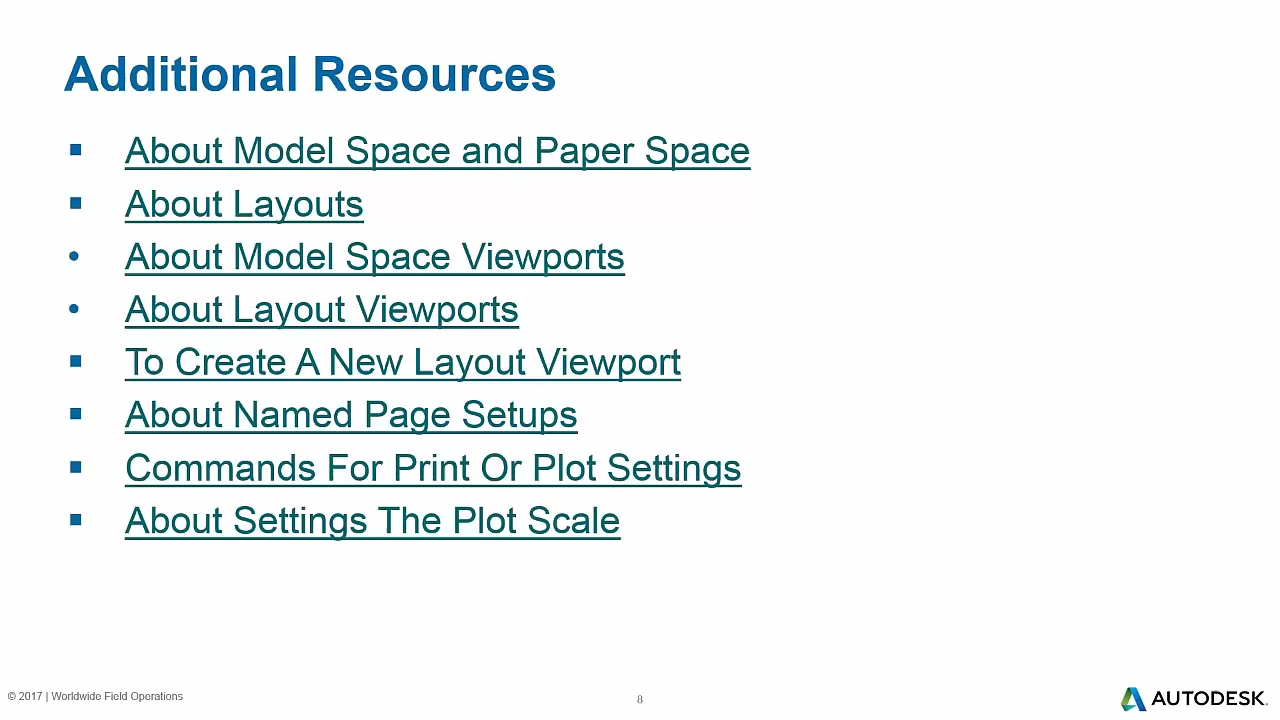 Additional Resources
▪ About Model Space and Paper Space
▪ About Layouts
• About Model Space Viewports
• About Layout Viewports
▪ To Create A New Layout Viewport
▪ About Named Page Setups
▪ Commands For Print Or Plot Settings
▪ About Settings The Plot Scale
© 2017 | Worldwide Field Operations
8
AUTODESK.